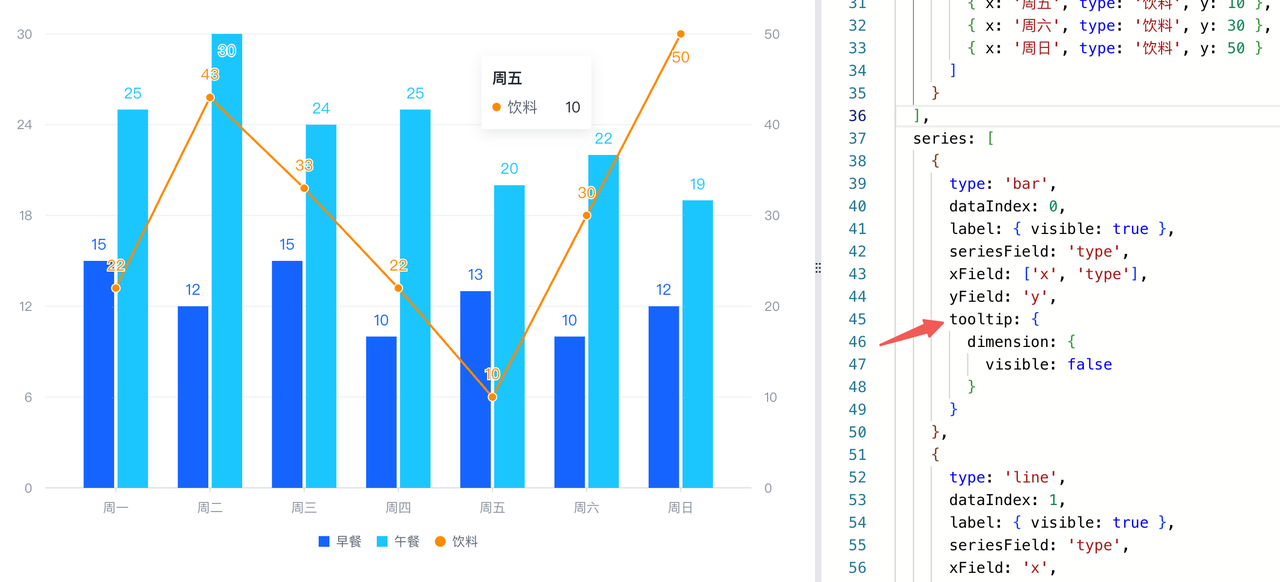 30
24
18
12
6
0
50
40
30
20
10
0
15
25
22
12
30
43
15
24
33
10
25
22
13
20
10
10
22
30
12
19
50
周五
饮料 10
周一 周二 周三 周四 周五 周六 周日
早餐 午餐 饮料
31 { x: '周五', type: '饮料', y: 10 },
32 { x: '周六', type: '饮料', y: 30 },
33 { x: '周日', type: '饮料', y: 50 }
34 ]
35 }
36 ],
37 series: [
38 {
39 type: 'bar',
40 dataIndex: 0,
41 label: { visible: true },
42 seriesField: 'type',
43 xField: ['x', 'type'],
44 yField: 'y',
45 tooltip: {
46 dimension: {
47 visible: false
48 }
49 }
50 },
51 {
52 type: 'line',
53 dataIndex: 1,
54 label: { visible: true },
55 seriesField: 'type',
56 xField: 'x',